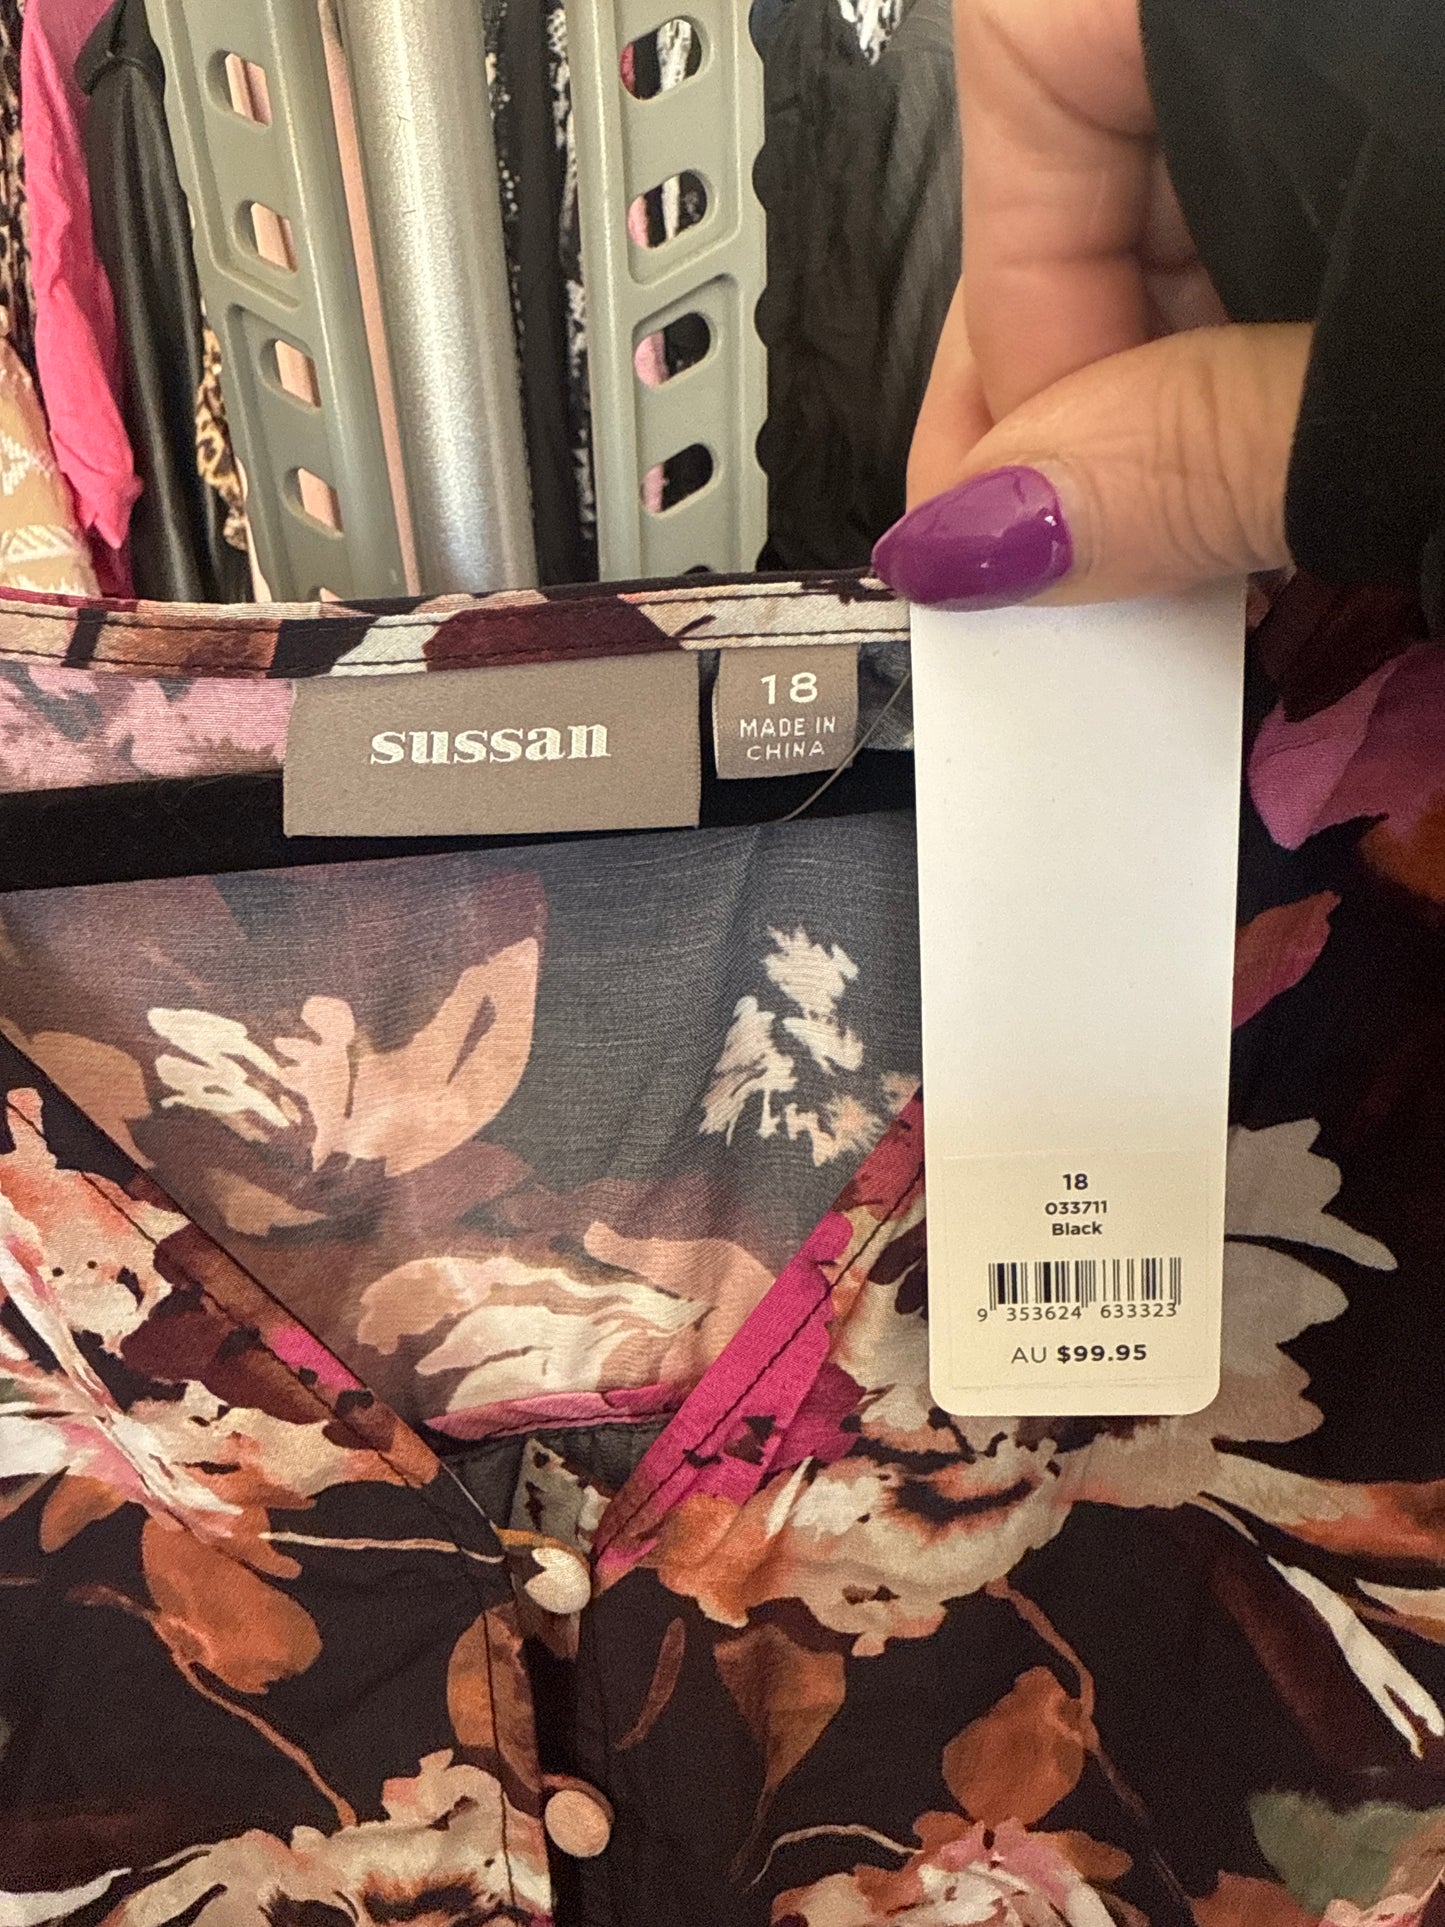 sussan
18
MADE IN
CHINA
18
033711
Black
9 353624 633323
AU $99.95